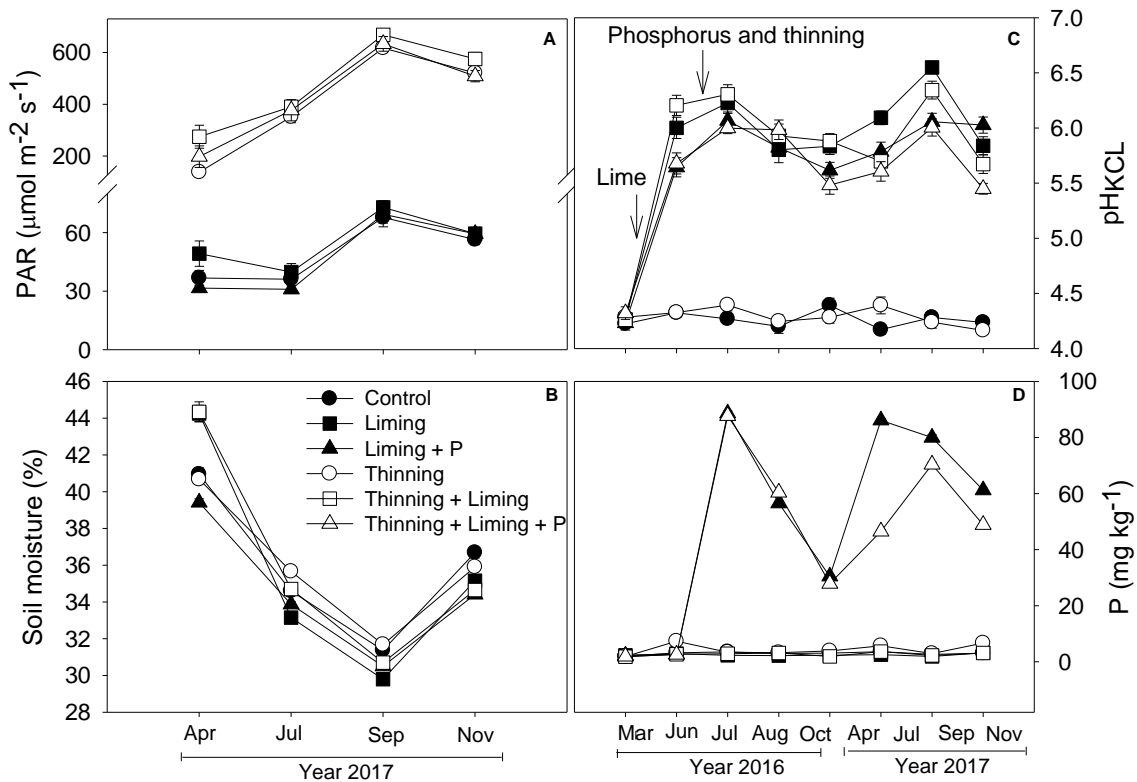 A
600
400
200
60
30
0
PAR (μmol m-2 s-1)
C
Phosphorus and thinning
Lime
7.0
6.5
6.0
5.5
5.0
4.5
4.0
pHKCL
B
46
44
42
40
38
36
34
32
30
28
Soil moisture (%)
Control
Liming
Liming + P
Thinning
Thinning + Liming
Thinning + Liming + P
Apr Jul Sep Nov
Year 2017
D
100
80
60
40
20
0
P (mg kg-1)
Mar Jun Jul Aug Oct Apr Jul Sep Nov
Year 2016 Year 2017